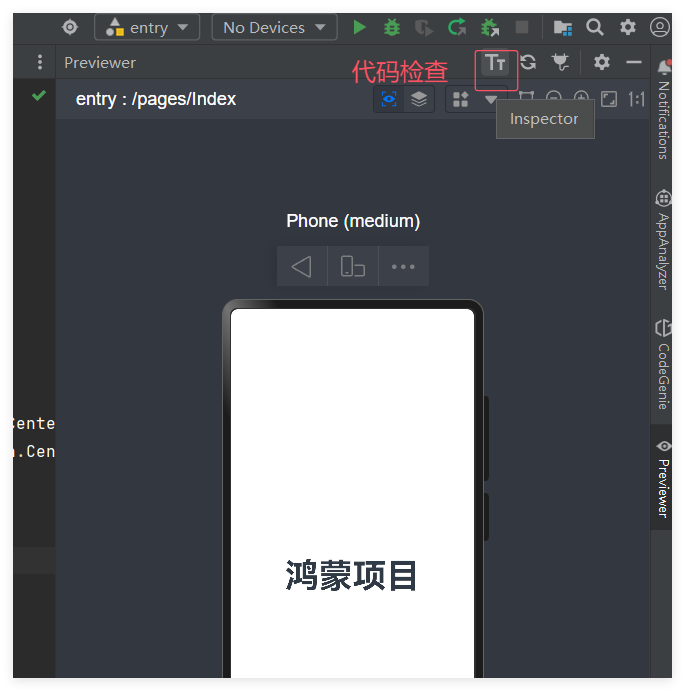 entry
No Devices
Previewer
代码检查
Tт
entry : /pages/Index
1:1
Inspector
Notifications
Phone (medium)
AppAnalyzer
CodeGenie
Cente
.Cen
Previewer
鸿蒙项目